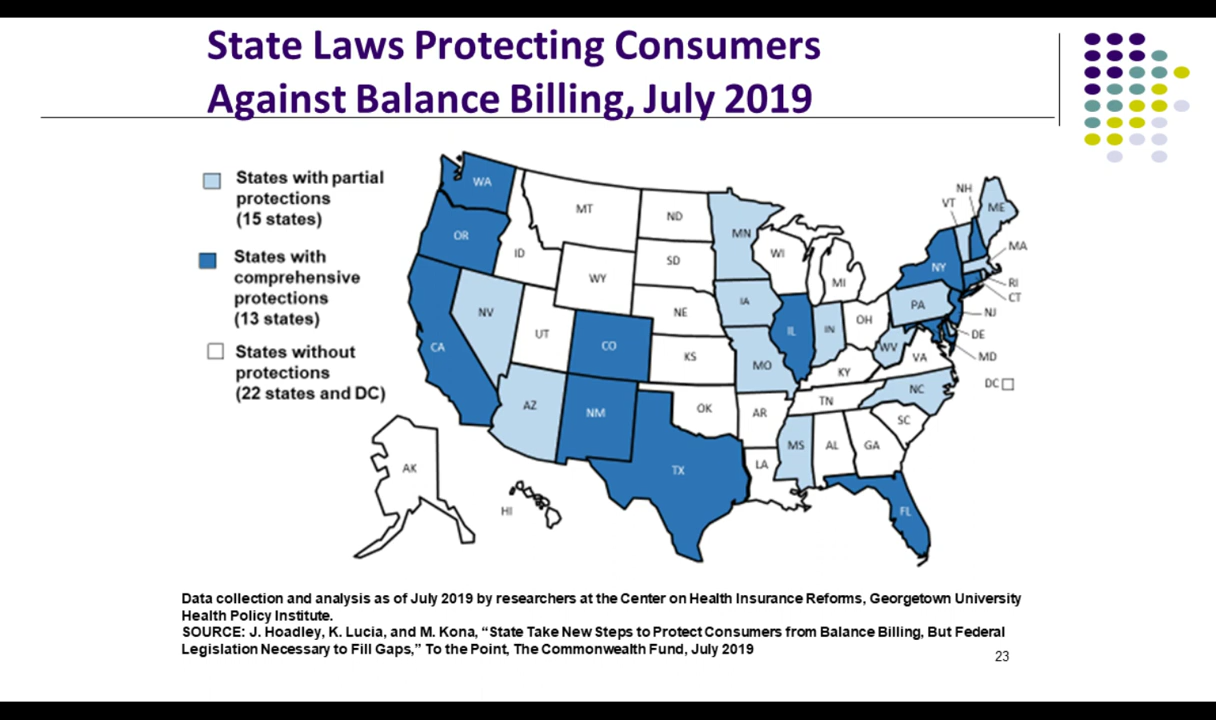 State Laws Protecting Consumers
Against Balance Billing, July 2019
States with partial
protections
(15 states)
States with
comprehensive
protections
(13 states)
States without
protections
(22 states and DC)
WA
MT
ND
MN
OR
ID
SD
WI
MI
NH
VT
ME
MA
NY
RI
CT
WY
NE
IA
PA
NJ
NV
UT
CO
KS
MO
IL
IN
OH
WV
VA
DE
MD
CA
KY
DC
AZ
NM
OK
AR
TN
NC
SC
MS
AL
GA
LA
TX
FL
AK
HI
Data collection and analysis as of July 2019 by researchers at the Center on Health Insurance Reforms, Georgetown University
Health Policy Institute.
SOURCE: J. Hoadley, K. Lucia, and M. Kona, “State Take New Steps to Protect Consumers from Balance Billing, But Federal
Legislation Necessary to Fill Gaps,” To the Point, The Commonwealth Fund, July 2019
23